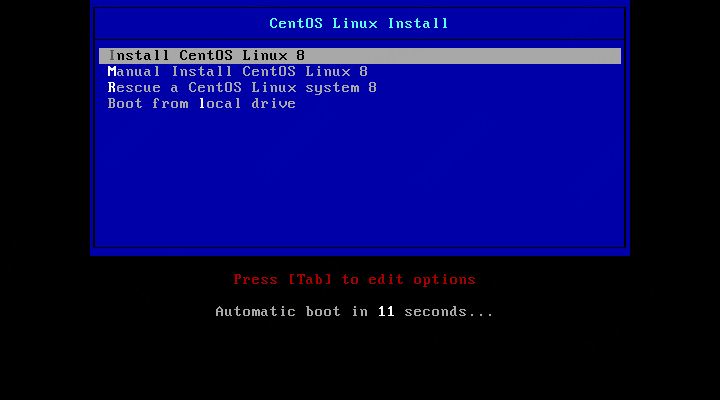 CentOS Linux Install
Install CentOS Linux 8
Manual Install CentOS Linux 8
Rescue a CentOS Linux system 8
Boot from local drive
Press [Tab] to edit options
Automatic boot in 11 seconds...